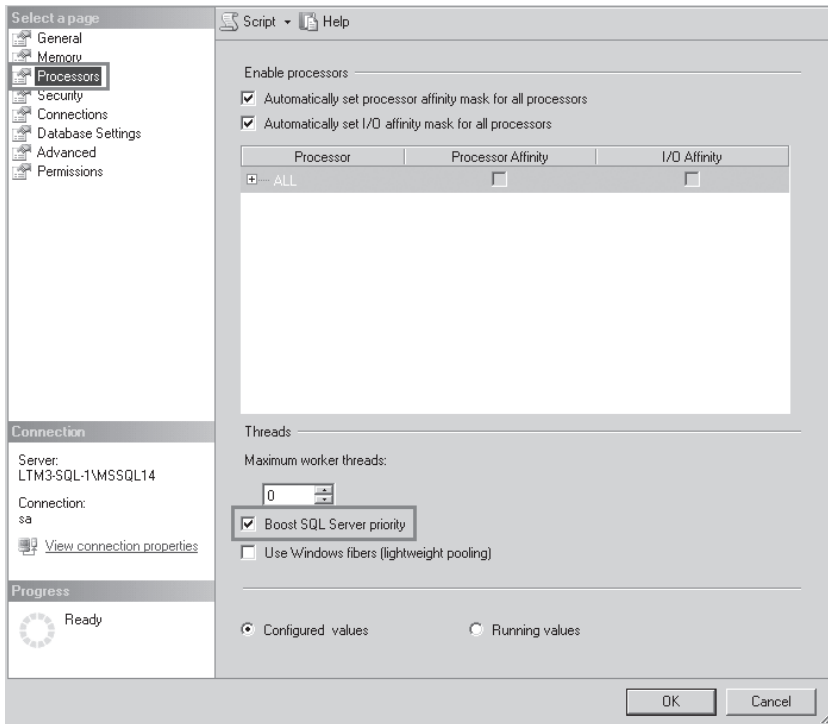 Select a page
General
Memory
Processors
Security
Connections
Database Settings
Advanced
Permissions
Connection
Server:
LTM3-SQL-1\MSSQL14
Connection:
sa
View connection properties
Progress
Ready
Script Help
Enable processors
Automatically set processor affinity mask for all processors
Automatically set I/O affinity mask for all processors
Processor Processor Affinity I/O Affinity
ALL
Threads
Maximum worker threads:
0
Boost SQL Server priority
Use Windows fibers (lightweight pooling)
Configured values Running values
OK Cancel